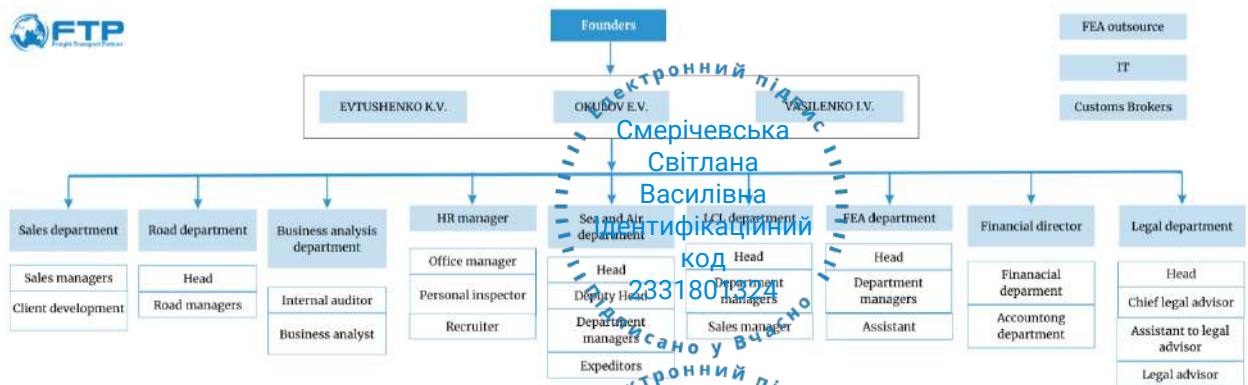 FTP
Freight Transport Partner
Founders
FEA outsource
IT
Customs Brokers
EVTUSHENKO K.V.
OKULOV E.V.
VASILENKO I.V.
Електронний підпис
Смерічевська
Світлана
Василівна
Ідентифікаційний
код
2331801324
Підписано у Вчасно
Sales department
Sales managers
Client development
Road department
Head
Road managers
Business analysis
department
Internal auditor
Business analyst
HR manager
Office manager
Personal inspector
Recruiter
Sea and Air
department
Head
Deputy Head
Department
managers
Expeditors
LCL department
Head
Department
managers
Sales manager
FEA department
Head
Department
managers
Assistant
Financial director
Finanacial
deparment
Accountong
department
Legal department
Head
Chief legal advisor
Assistant to legal
advisor
Legal advisor